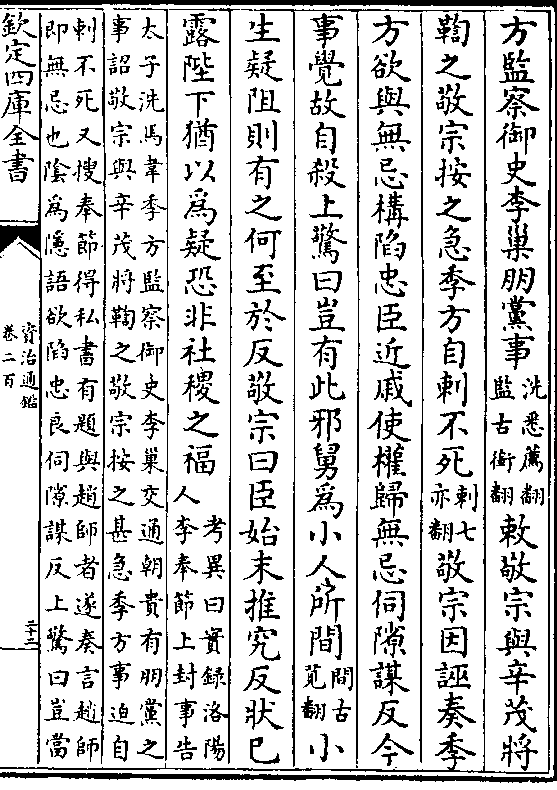 方監察御史李巢朋黨事洗悉薦翻監古銜翻敕敬宗與辛茂將
鞫之敬宗按之急季方自刺不死刺七亦翻敬宗因誣奏季
方欲與無忌構陷忠臣近戚使權歸無忌伺隙謀反今
事覺故自殺上驚曰豈有此邪舅為小人所間間古莧翻小
生疑阻則有之何至於反敬宗曰臣始末推究反狀已
露陛下猶以為疑恐非社稷之福考異曰實錄洛陽人李奉節上封事告
太子洗馬韋季方監察御史李巢交通朝貴有朋黨之
事詔敬宗與辛茂將鞫之敬宗按之甚急季方事迫自
刺不死又搜奉節得私書有題與趙師者遂奏言趙師
即無忌也陰為隱語欲陷忠良伺隙謀反上驚曰豈當
欽定四庫全書
資治通鑑
卷二百
二十二